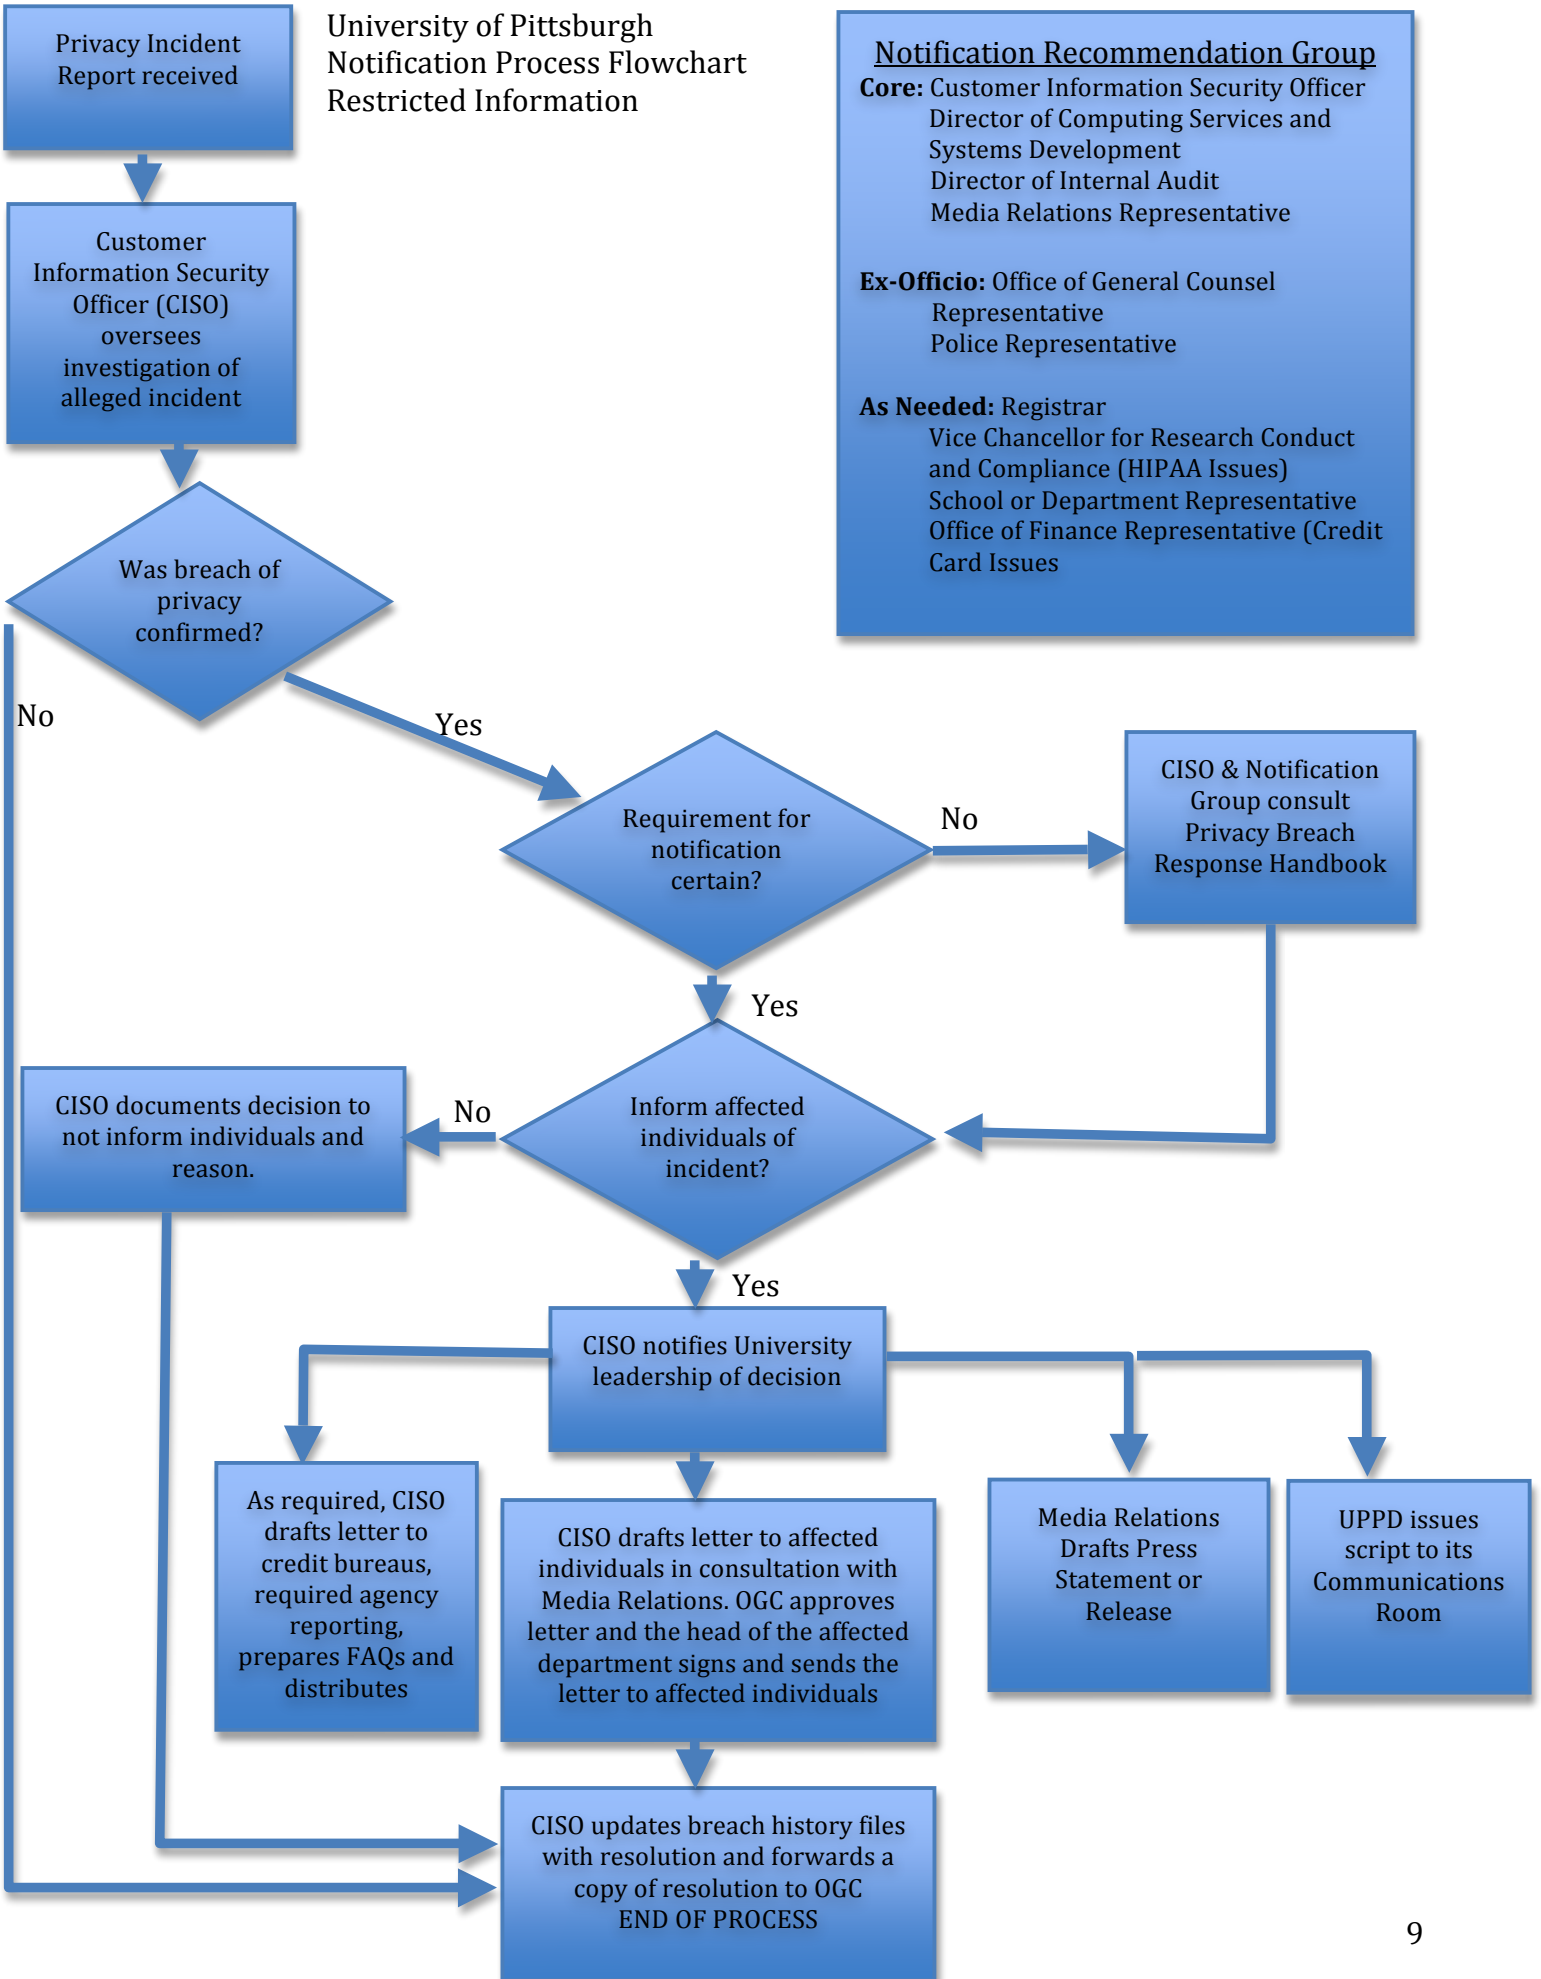 Privacy Incident
Report received
University of Pittsburgh
Notification Process Flowchart
Restricted Information
Notification Recommendation Group
Core: Customer Information Security Officer
Director of Computing Services and
Systems Development
Director of Internal Audit
Media Relations Representative
Ex-Officio: Office of General Counsel
Representative
Police Representative
As Needed: Registrar
Vice Chancellor for Research Conduct
and Compliance (HIPAA Issues)
School or Department Representative
Office of Finance Representative (Credit
Card Issues
Customer
Information Security
Officer (CISO)
oversees
investigation of
alleged incident
Was breach of
privacy
confirmed?
No
Yes
Requirement for
notification
certain?
No
CISO & Notification
Group consult
Privacy Breach
Response Handbook
Yes
Inform affected
individuals of
incident?
No
CISO documents decision to
not inform individuals and
reason.
Yes
CISO notifies University
leadership of decision
As required, CISO
drafts letter to
credit bureaus,
required agency
reporting,
prepares FAQs and
distributes
CISO drafts letter to affected
individuals in consultation with
Media Relations. OGC approves
letter and the head of the affected
department signs and sends the
letter to affected individuals
Media Relations
Drafts Press
Statement or
Release
UPPD issues
script to its
Communications
Room
CISO updates breach history files
with resolution and forwards a
copy of resolution to OGC
END OF PROCESS
9